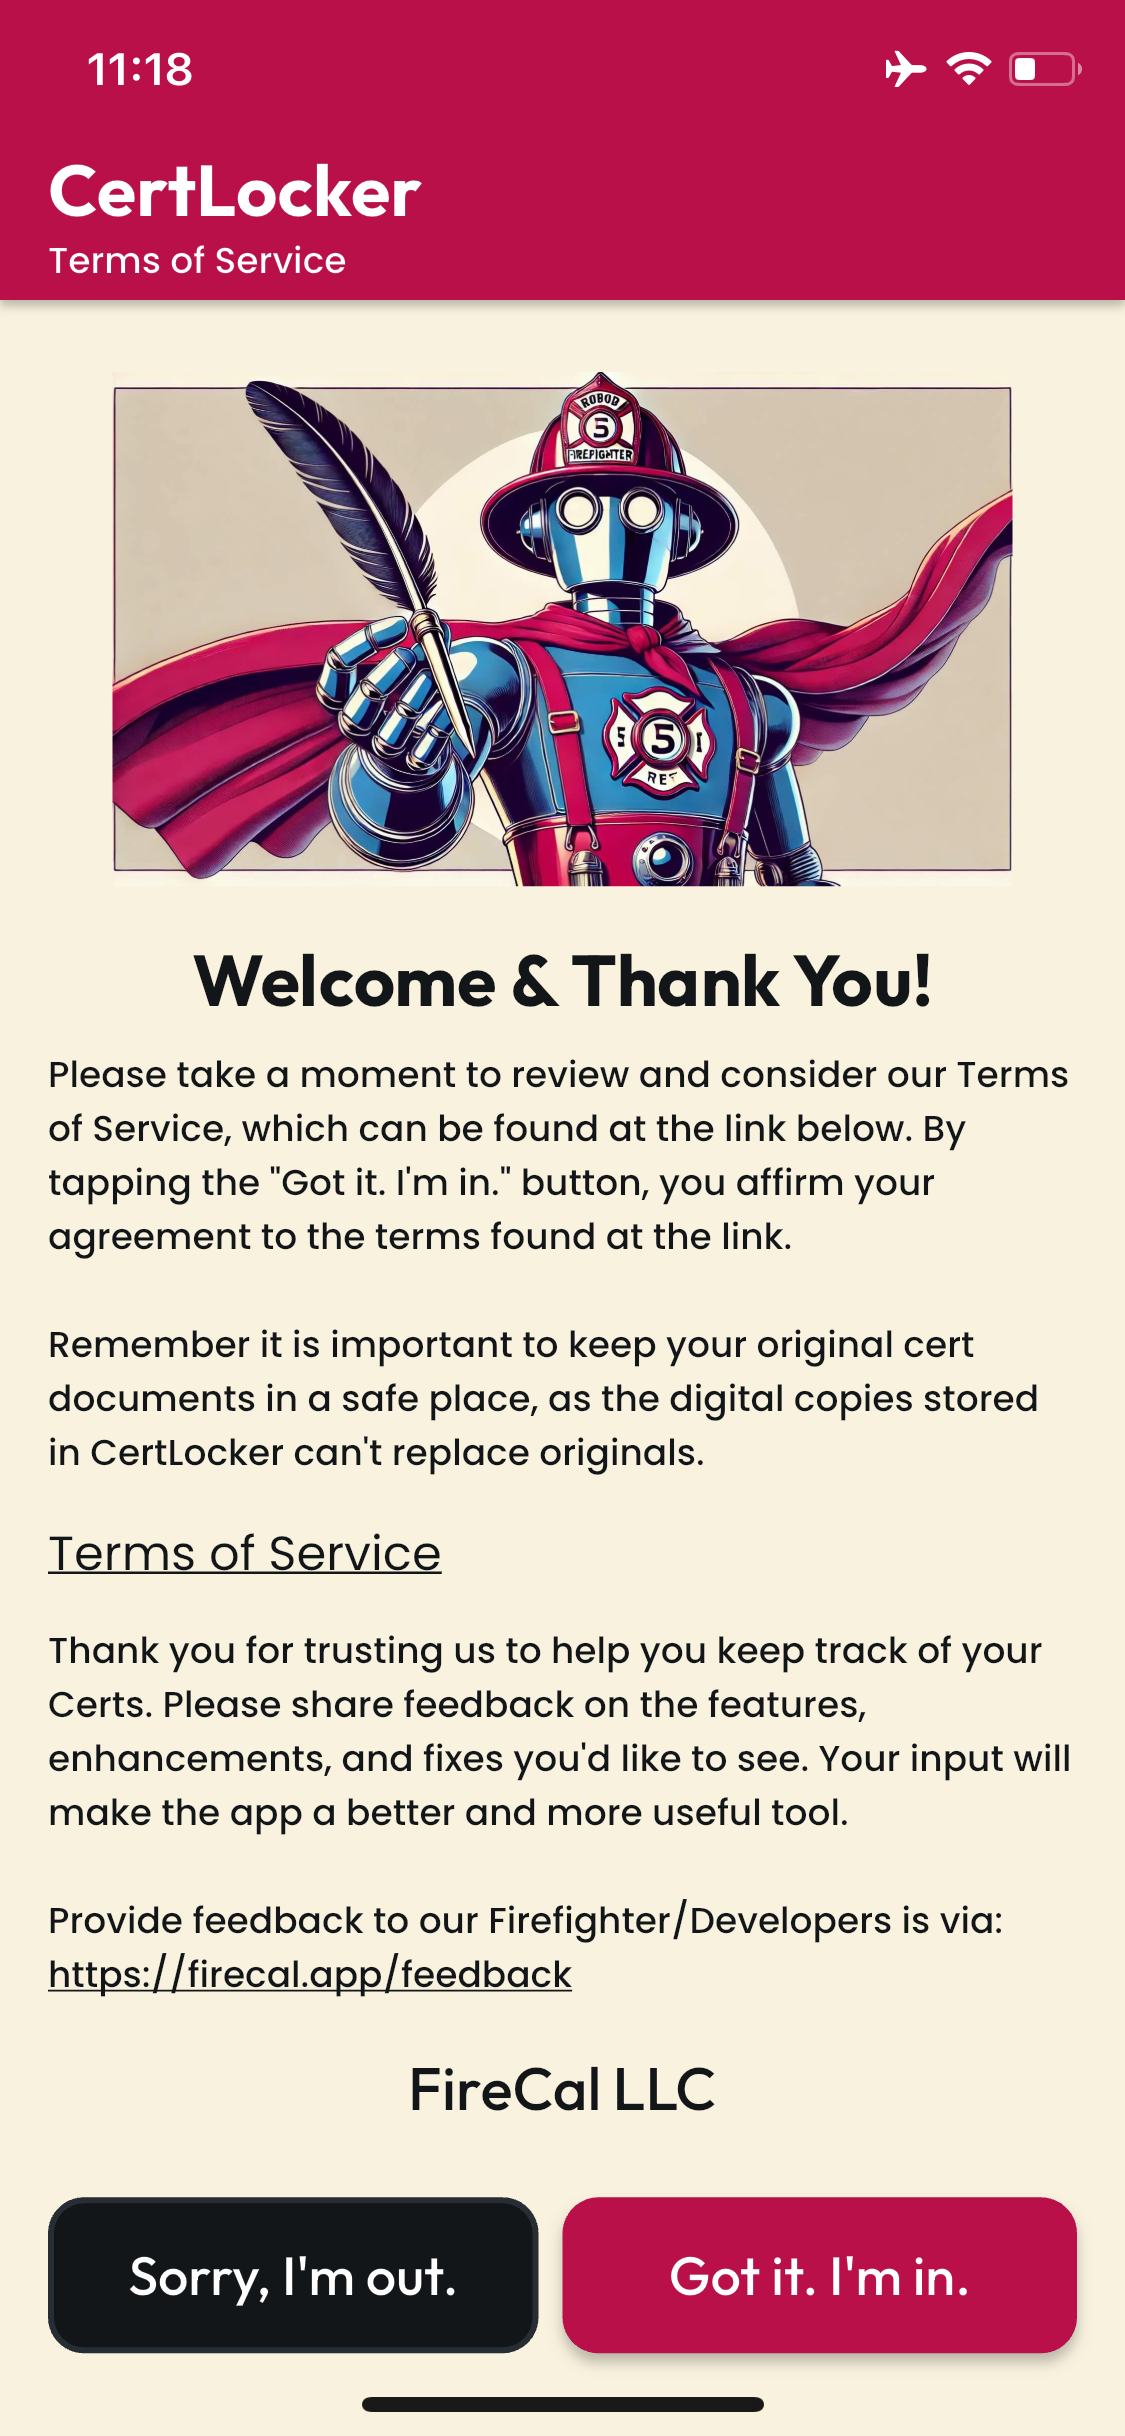 11:18
CertLocker
Terms of Service
ROBOD
5
FIREFIGHTER
5
5
1
RET
Welcome & Thank You!
Please take a moment to review and consider our Terms
of Service, which can be found at the link below. By
tapping the "Got it. I'm in." button, you affirm your
agreement to the terms found at the link.
Remember it is important to keep your original cert
documents in a safe place, as the digital copies stored
in CertLocker can't replace originals.
Terms of Service
Thank you for trusting us to help you keep track of your
Certs. Please share feedback on the features,
enhancements, and fixes you'd like to see. Your input will
make the app a better and more useful tool.
Provide feedback to our Firefighter/Developers is via:
https://firecal.app/feedback
FireCal LLC
Sorry, I'm out.
Got it. I'm in.